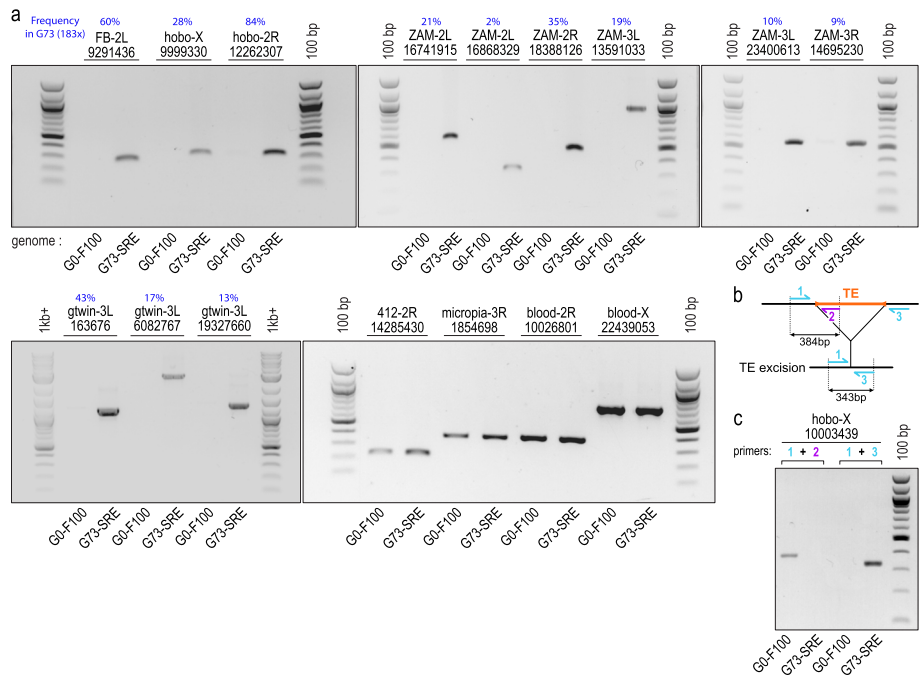 a
Frequency
in G73 (183x)
60% 28% 84%
FB-2L hobo-X hobo-2R
9291436 9999330 12262307
100 bp
G0-F100 G73-SRE G0-F100 G73-SRE G0-F100 G73-SRE
genome :
100 bp
21% 2% 35% 19%
ZAM-2L ZAM-2L ZAM-2R ZAM-3L
16741915 16868329 18388126 13591033
100 bp
G0-F100 G73-SRE G0-F100 G73-SRE G0-F100 G73-SRE G0-F100 G73-SRE
100 bp
10% 9%
ZAM-3L ZAM-3R
23400613 14695230
100 bp
G0-F100 G73-SRE G0-F100 G73-SRE
1kb+
43% 17% 13%
gtwin-3L gtwin-3L gtwin-3L
163676 6082767 19327660
1kb+
G0-F100 G73-SRE G0-F100 G73-SRE G0-F100 G73-SRE
100 bp
412-2R micropia-3R blood-2R blood-X
14285430 1854698 10026801 22439053
100 bp
G0-F100 G73-SRE G0-F100 G73-SRE G0-F100 G73-SRE G0-F100 G73-SRE
b
1 TE
2 3
384bp
1
TE excision
3
343bp
c
hobo-X
10003439
primers: 1 + 2 1 + 3
100 bp
G0-F100 G73-SRE G0-F100 G73-SRE